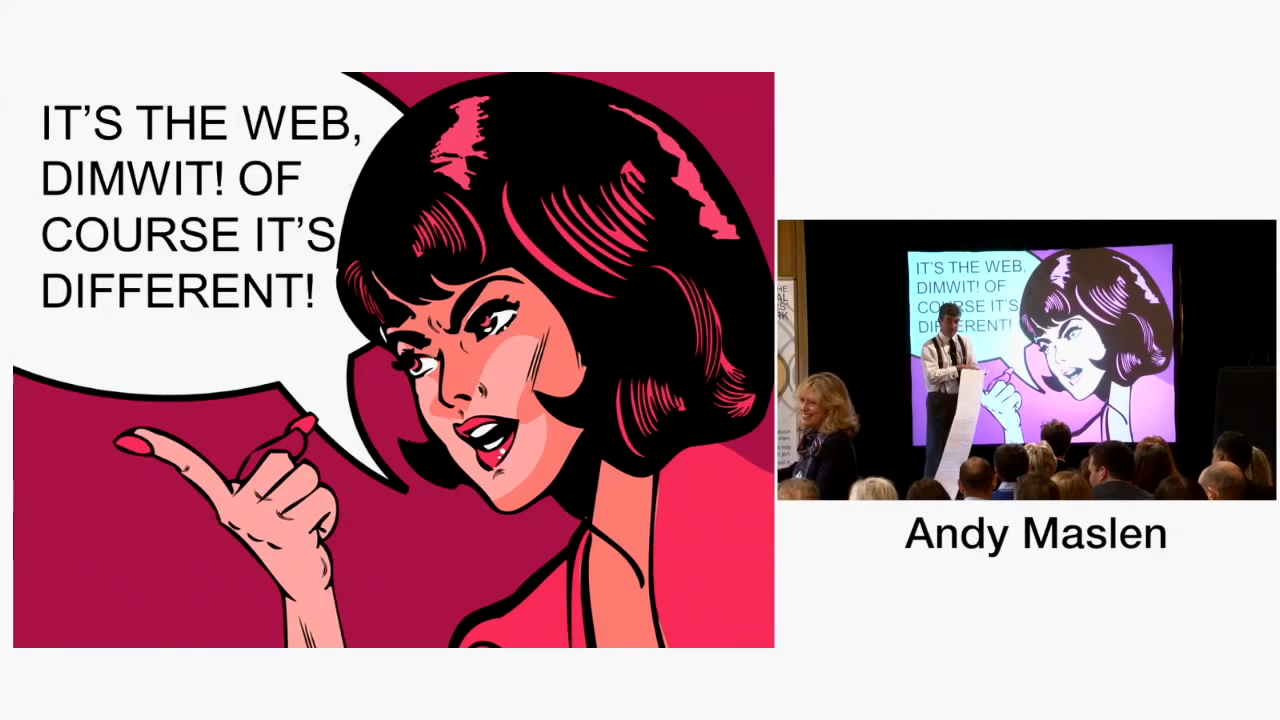 IT'S THE WEB,
DIMWIT! OF
COURSE IT'S
DIFFERENT!
IT'S THE WEB,
DIMWIT! OF
COURSE IT'S
DIFFERENT!
Andy Maslen